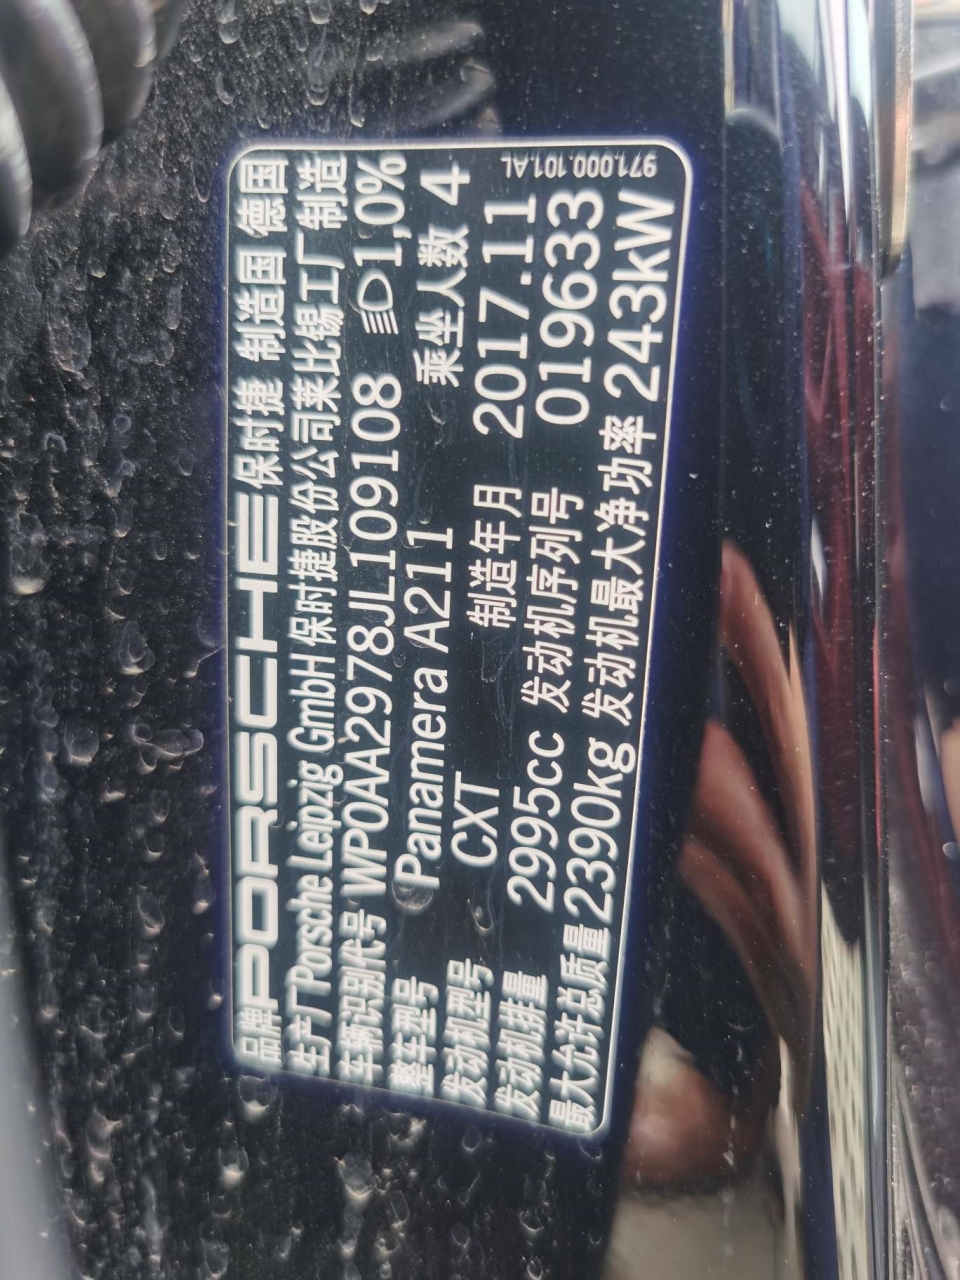 品牌 PORSCHE 保时捷 制造国 德国
生产厂 Porsche Leipzig GmbH 保时捷股份公司莱比锡工厂制造
车辆识别代号 WP0AA2978JL109108 1,0%
整车型号 Panamera A211 乘坐人数 4
发动机型号 CXT 制造年月 2017.11
发动机排量 2995cc 发动机序列号 019633
最大允许总质量 2390kg 发动机最大净功率 243kW
971.000.101.AL